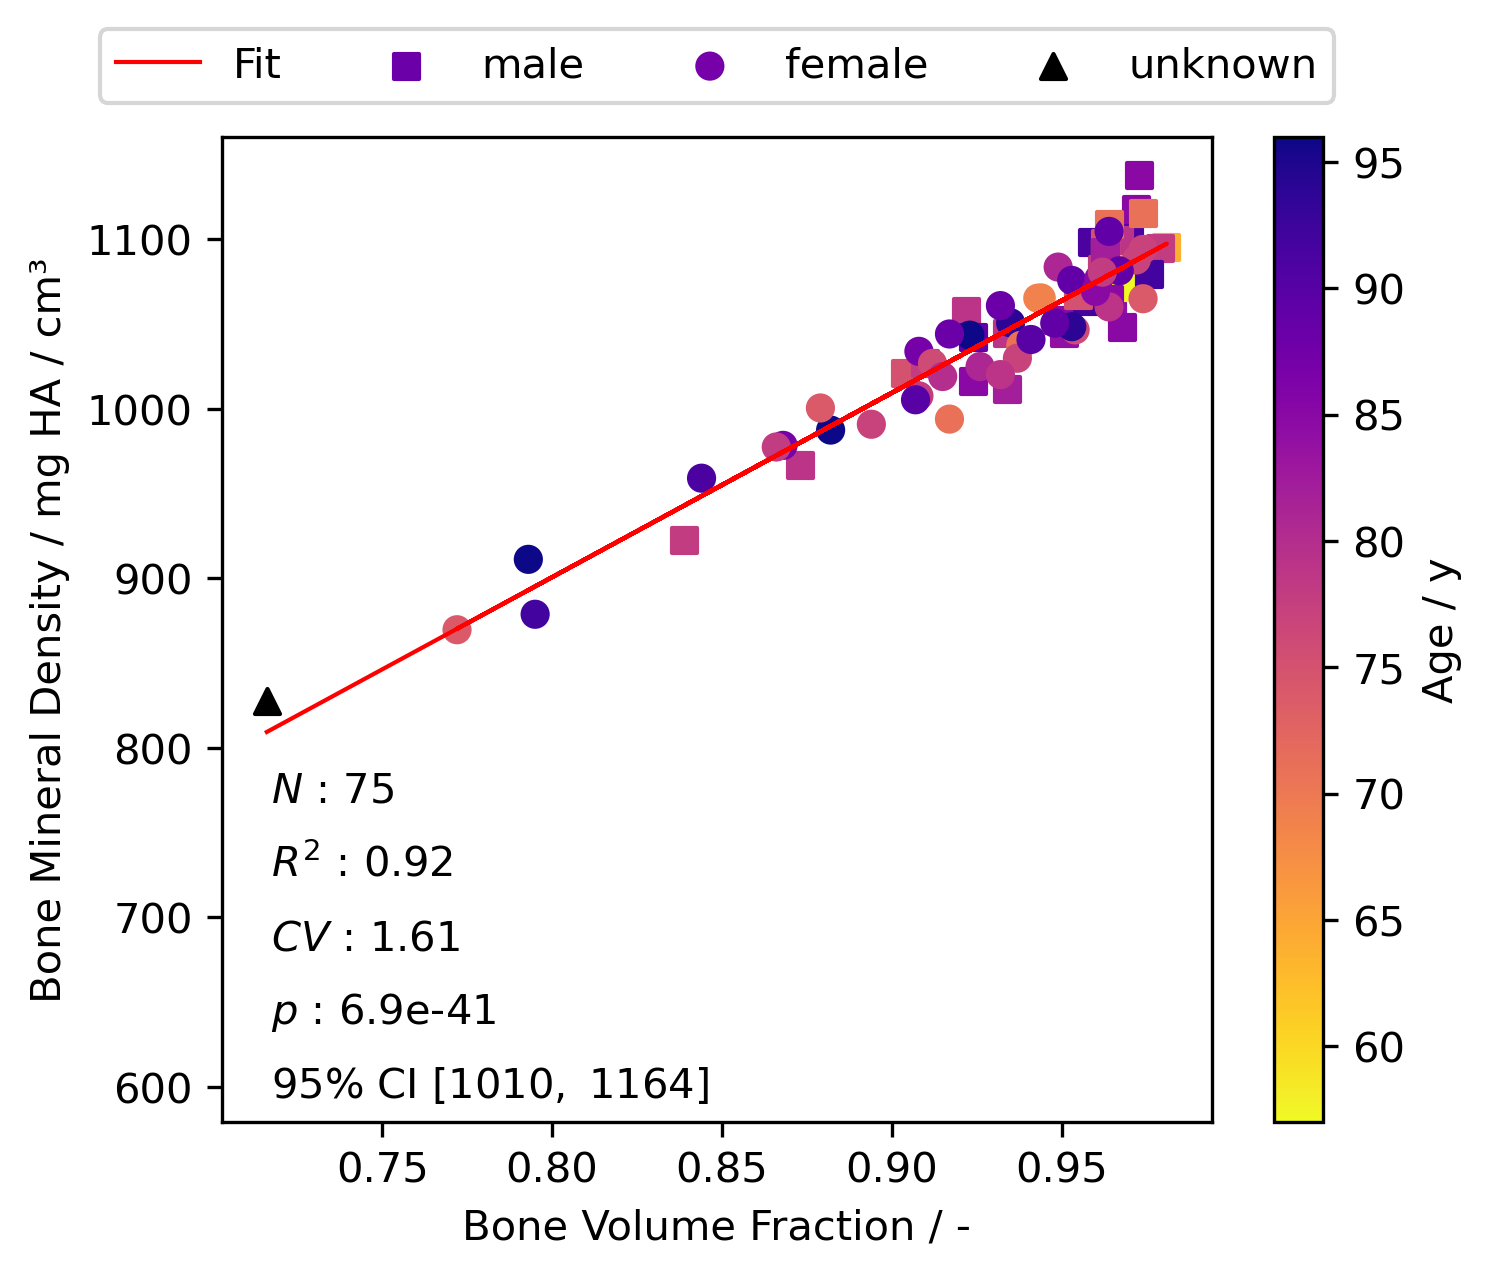 Fit male female unknown
Bone Mineral Density / mg HA / cm³
1100
1000
900
800
700
600
N : 75
R² : 0.92
CV : 1.61
p : 6.9e-41
95% CI [1010, 1164]
0.75 0.80 0.85 0.90 0.95
Bone Volume Fraction / -
95
90
85
80
75
70
65
60
Age / y